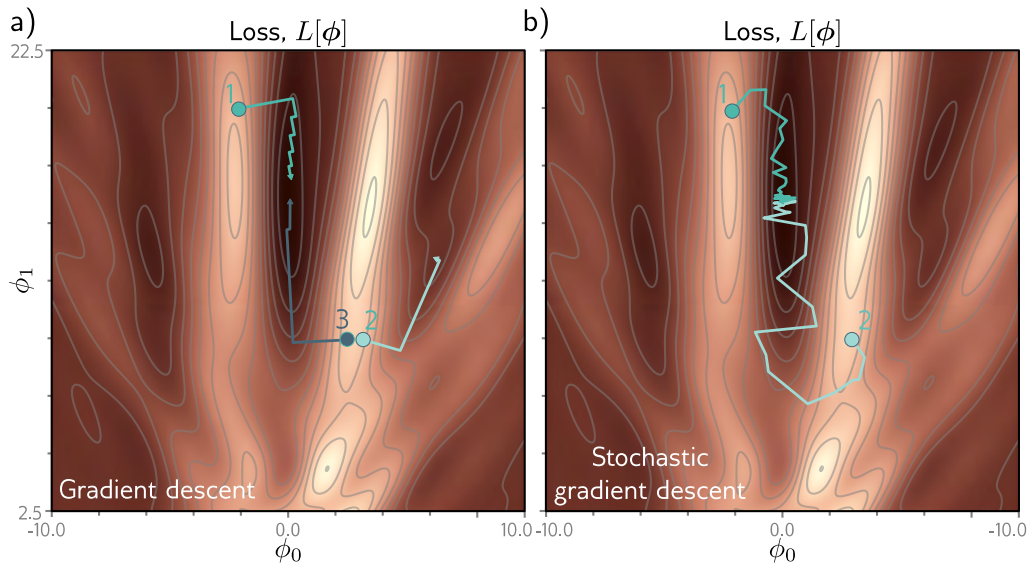 a)
Loss, L[ϕ]
22.5
ϕ₁
2.5
-10.0
0.0
10.0
ϕ₀
1
3
2
Gradient descent
b)
Loss, L[ϕ]
1
2
Stochastic
gradient descent
-10.0
0.0
-10.0
ϕ₀